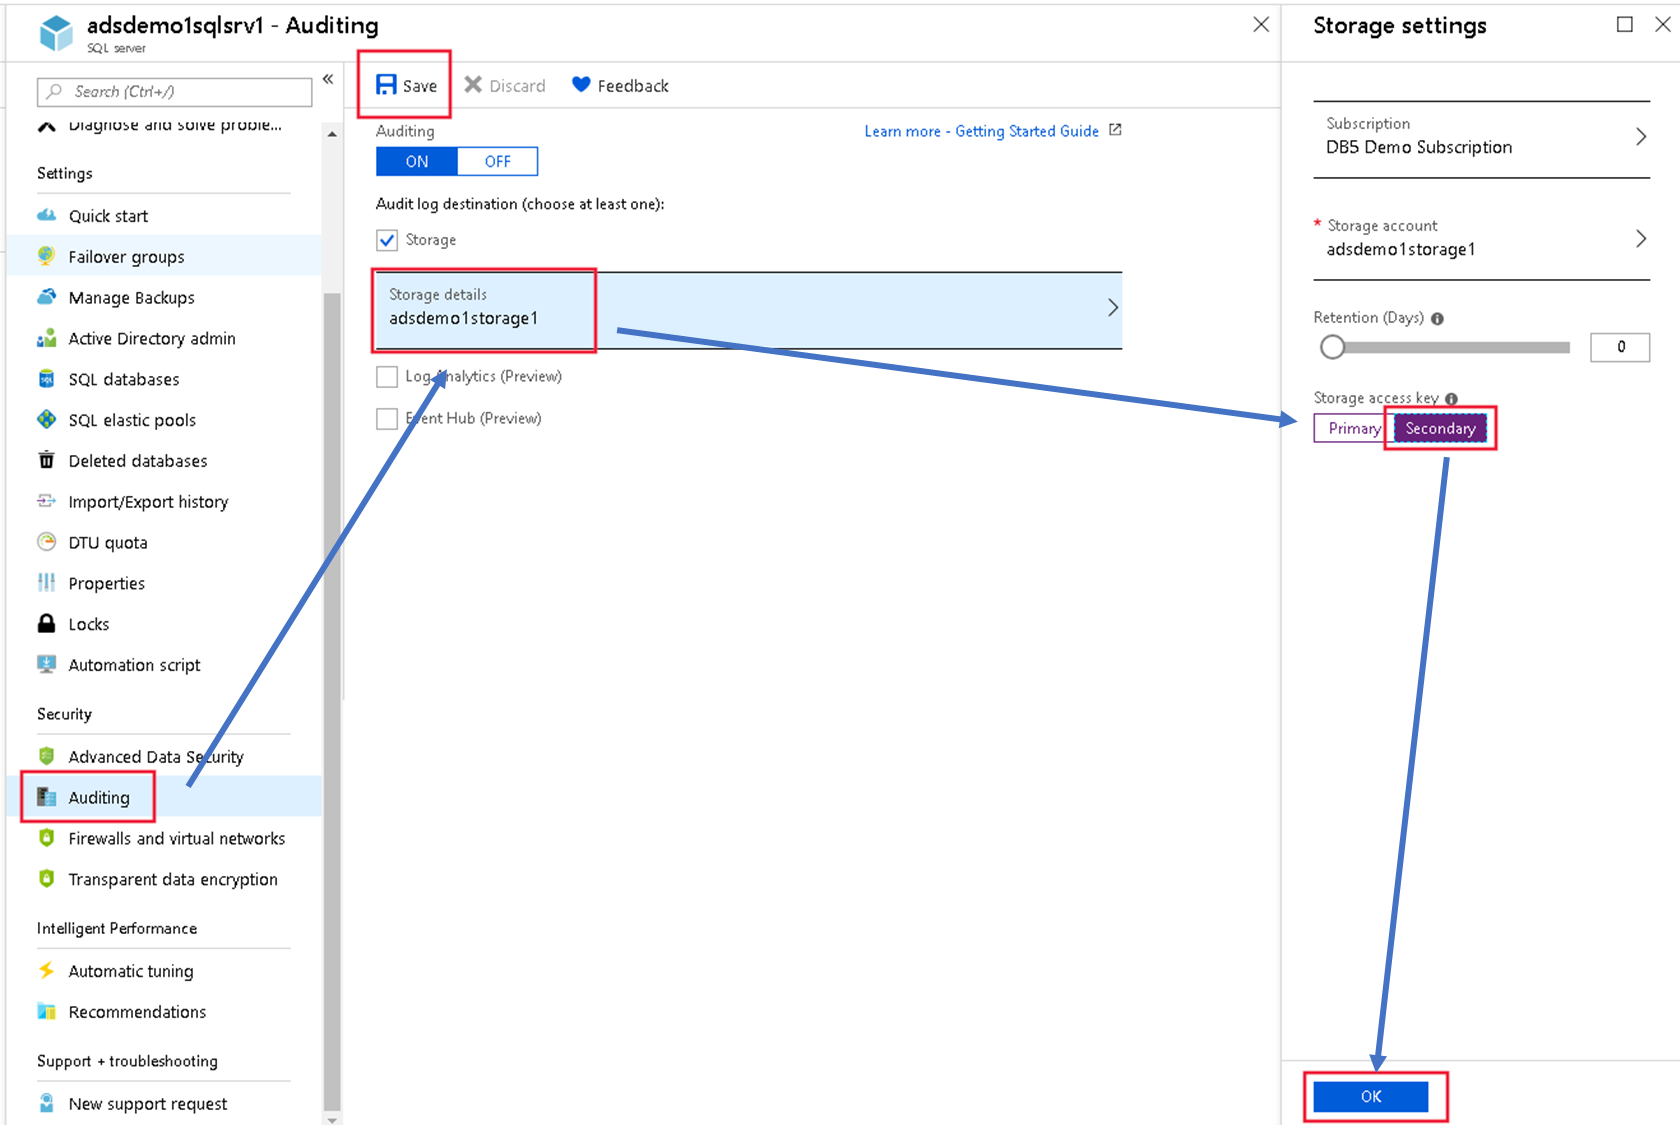 adsdemo1sqlsrv1 - Auditing
SQL server
Search (Ctrl+/)
Diagnose and solve proble...
Settings
Quick start
Failover groups
Manage Backups
Active Directory admin
SQL databases
SQL elastic pools
Deleted databases
Import/Export history
DTU quota
Properties
Locks
Automation script
Security
Advanced Data Security
Auditing
Firewalls and virtual networks
Transparent data encryption
Intelligent Performance
Automatic tuning
Recommendations
Support + troubleshooting
New support request
Save Discard Feedback
Auditing
Learn more - Getting Started Guide
ON OFF
Audit log destination (choose at least one):
Storage
Storage details
adsdemo1storage1
Log Analytics (Preview)
Event Hub (Preview)
Storage settings
Subscription
DB5 Demo Subscription
* Storage account
adsdemo1storage1
Retention (Days)
0
Storage access key
Primary Secondary
OK